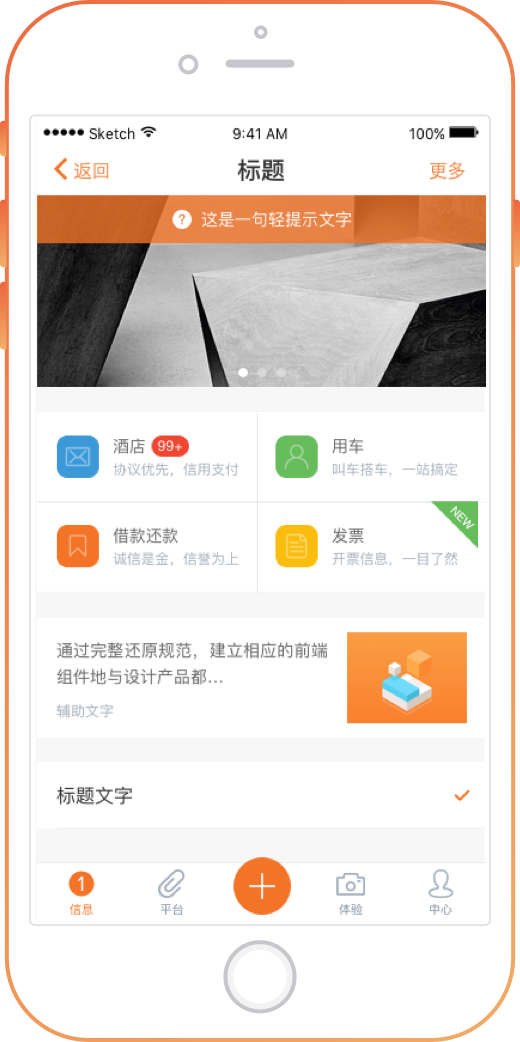 Sketch 9:41 AM 100%
返回 标题 更多
? 这是一句轻提示文字
酒店 99+
协议优先，信用支付
用车
叫车搭车，一站搞定
借款还款
诚信是金，信誉为上
发票
开票信息，一目了然
NEW
通过完整还原规范，建立相应的前端
组件地与设计产品都...
辅助文字
标题文字
1
信息 平台 体验 中心